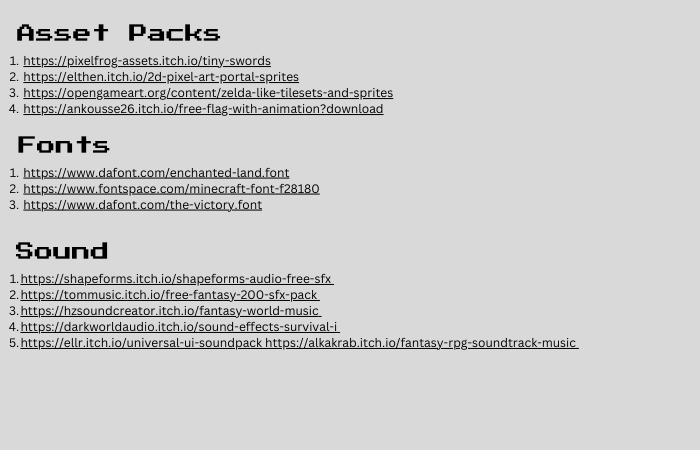 Asset Packs
1. https://pixelfrog-assets.itch.io/tiny-swords
2. https://elthen.itch.io/2d-pixel-art-portal-sprites
3. https://opengameart.org/content/zelda-like-tilesets-and-sprites
4. https://ankousse26.itch.io/free-flag-with-animation?download
Fonts
1. https://www.dafont.com/enchanted-land.font
2. https://www.fontspace.com/minecraft-font-f28180
3. https://www.dafont.com/the-victory.font
Sound
1. https://shapeforms.itch.io/shapeforms-audio-free-sfx
2. https://tommusic.itch.io/free-fantasy-200-sfx-pack
3. https://hzsoundcreator.itch.io/fantasy-world-music
4. https://darkworldaudio.itch.io/sound-effects-survival-i
5. https://ellr.itch.io/universal-ui-soundpack https://alkakrab.itch.io/fantasy-rpg-soundtrack-music